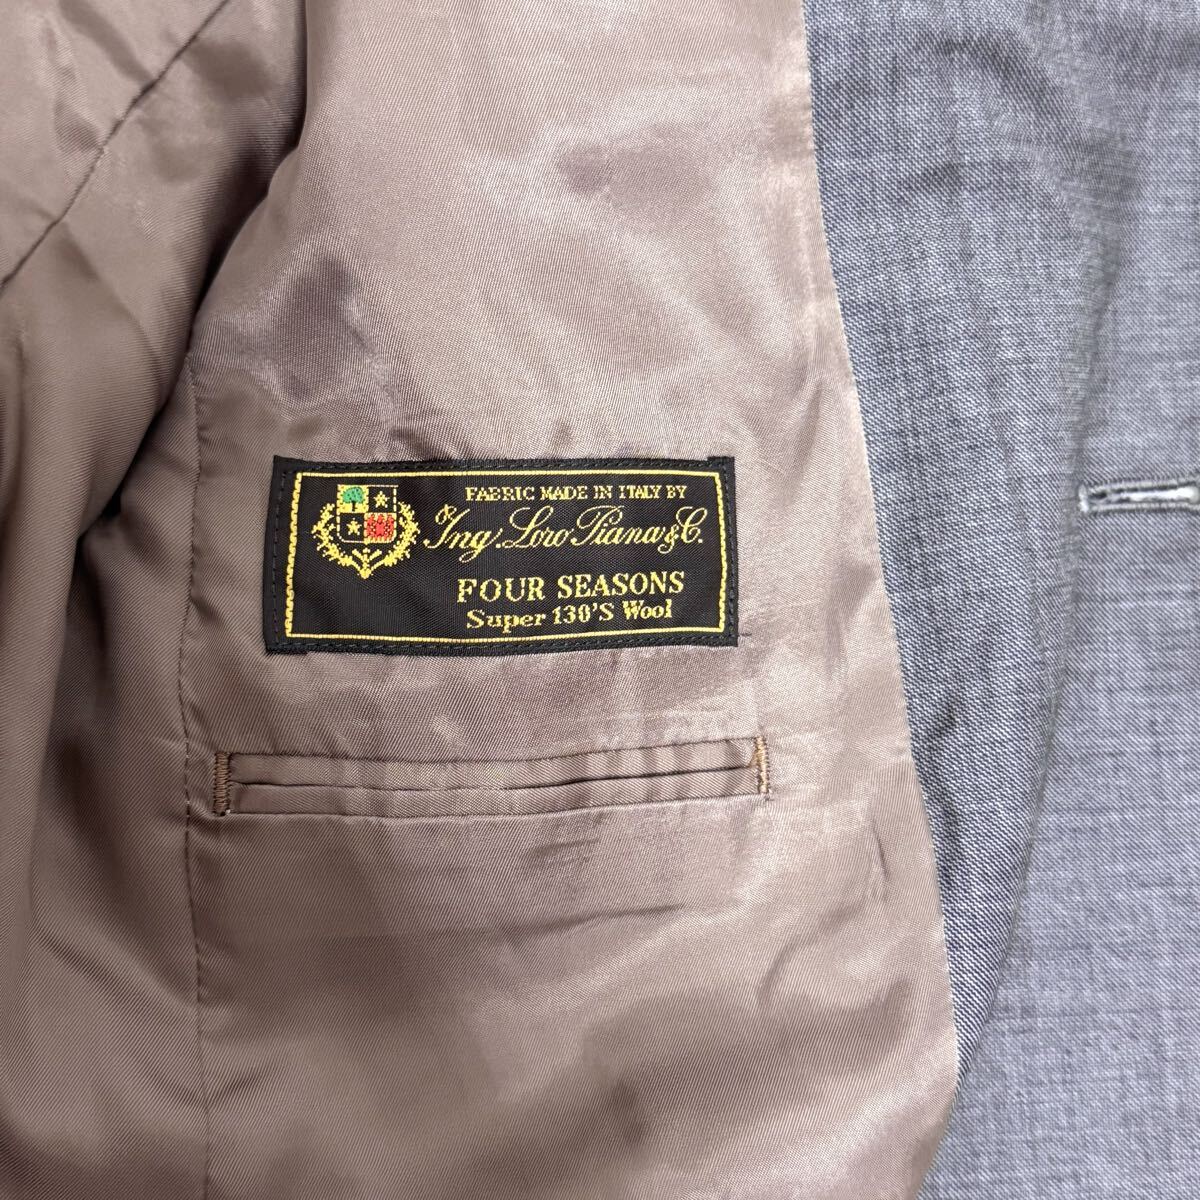 FABRIC MADE IN ITALY BY
Ing. Loro Piana & C.
FOUR SEASONS
Super 130'S Wool